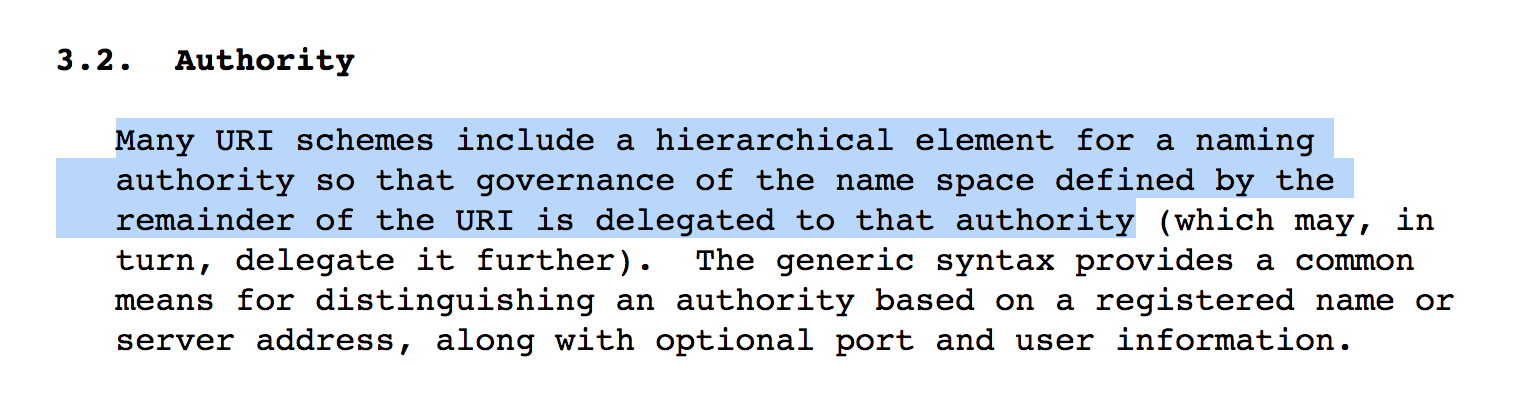 3.2.  Authority
Many URI schemes include a hierarchical element for a naming
authority so that governance of the name space defined by the
remainder of the URI is delegated to that authority (which may, in
turn, delegate it further).  The generic syntax provides a common
means for distinguishing an authority based on a registered name or
server address, along with optional port and user information.